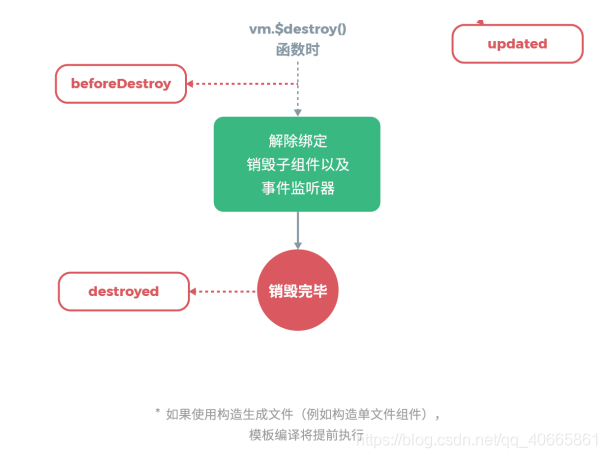 vm.$destroy()
函数时
updated
beforeDestroy
解除绑定
销毁子组件以及
事件监听器
destroyed
销毁完毕
* 如果使用构造生成文件（例如构造单文件组件），
模板编译将提前执行
https://blog.csdn.net/qq_40665861